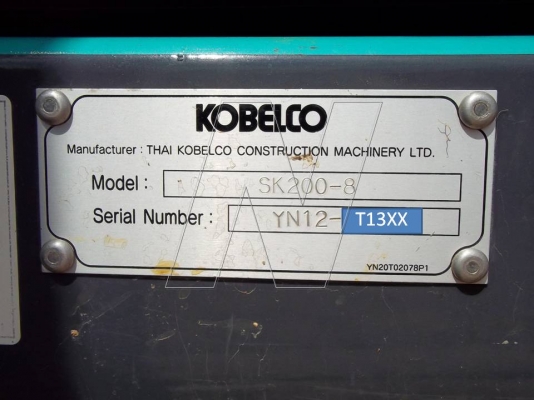 KOBELCO
Manufacturer : THAI KOBELCO CONSTRUCTION MACHINERY LTD.
Model : SK200-8
Serial Number : YN12-T13XX
YN20T02078P1